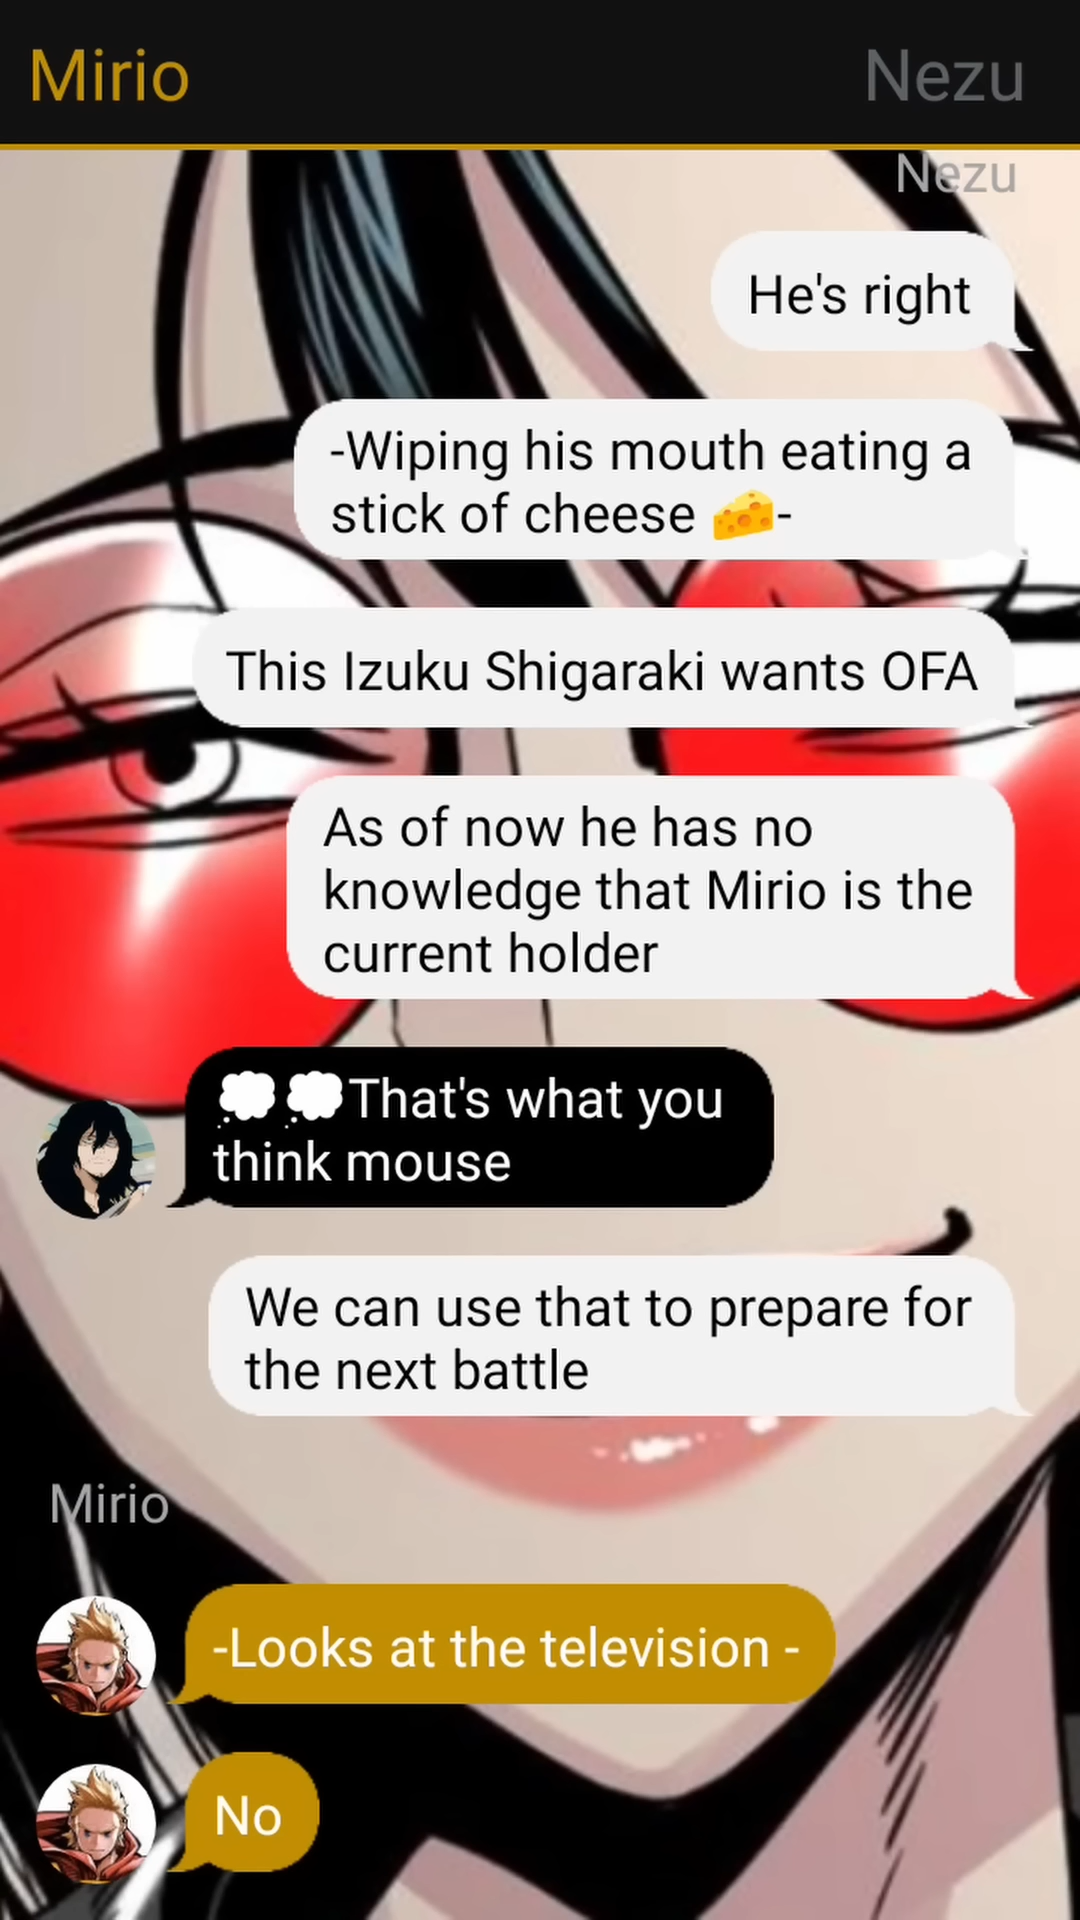 Mirio
Nezu
Nezu
He's right
-Wiping his mouth eating a
stick of cheese 🧀-
This Izuku Shigaraki wants OFA
As of now he has no
knowledge that Mirio is the
current holder
💭💭That's what you
think mouse
We can use that to prepare for
the next battle
Mirio
-Looks at the television -
No